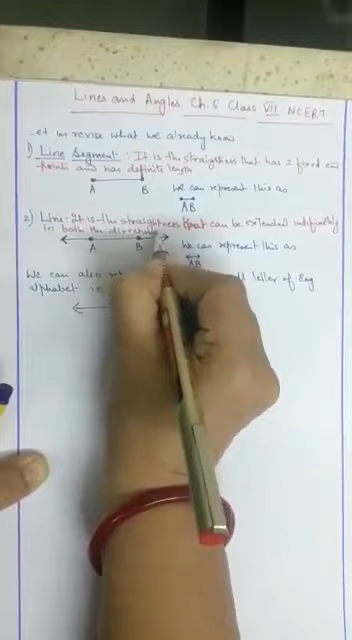 Lines and Angles Ch. 5 Class VII NCERT
et us revise what we already know
1) Line Segment : It is the straightness that has 2 fixed end
-points and has definite length
A B We can represent this as
AB
2) Line: It is the straightness that can be extended indefinitely
in both the directions
A B We can represent this as
AB
We can also letter of Eng
alphabet i.e